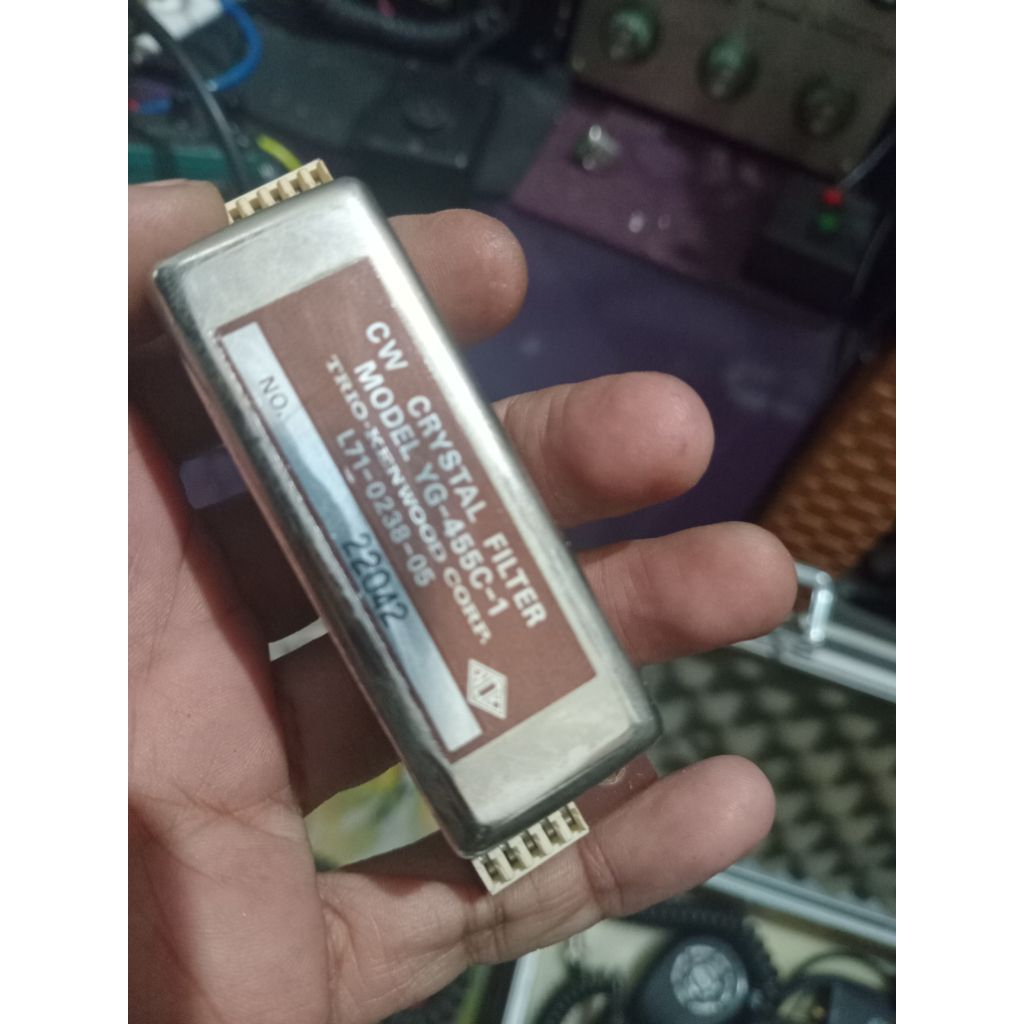 CW CRYSTAL FILTER
MODEL YG-455C-1
TRIO-KENWOOD CORP.
L71-0238-05
NO. 22042